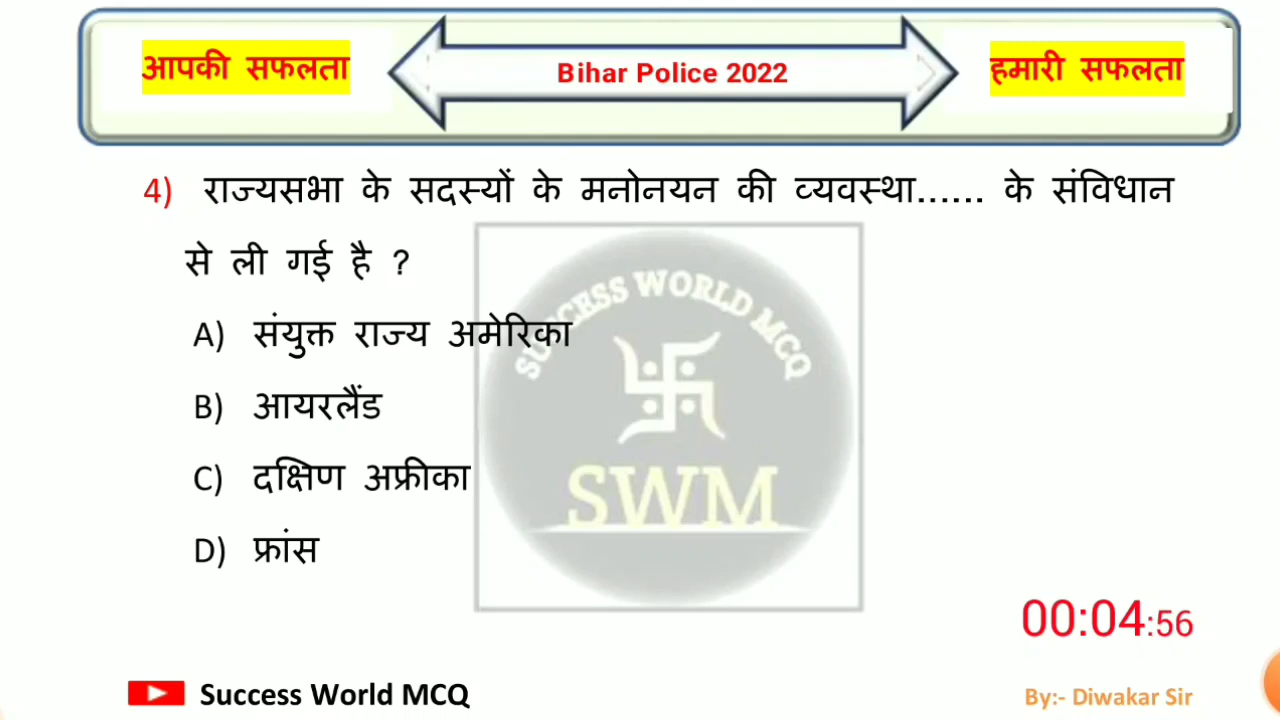 आपकी सफलता
Bihar Police 2022
हमारी सफलता
4) राज्यसभा के सदस्यों के मनोनयन की व्यवस्था...... के संविधान
से ली गई है ?
A) संयुक्त राज्य अमेरिका
B) आयरलैंड
C) दक्षिण अफ्रीका
D) फ्रांस
SUCCESS WORLD MCQ
SWM
00:04:56
Success World MCQ
By:- Diwakar Sir